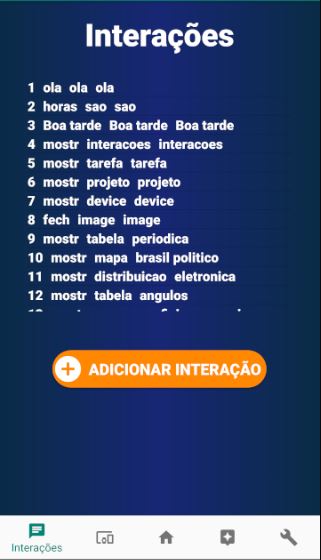 Interações
1 ola ola ola
2 horas sao sao
3 Boa tarde Boa tarde Boa tarde
4 mostr interacoes interacoes
5 mostr tarefa tarefa
6 mostr projeto projeto
7 mostr device device
8 fech image image
9 mostr tabela periodica
10 mostr mapa brasil politico
11 mostr distribuicao eletronica
12 mostr tabela angulos
ADICIONAR INTERAÇÃO
Interações